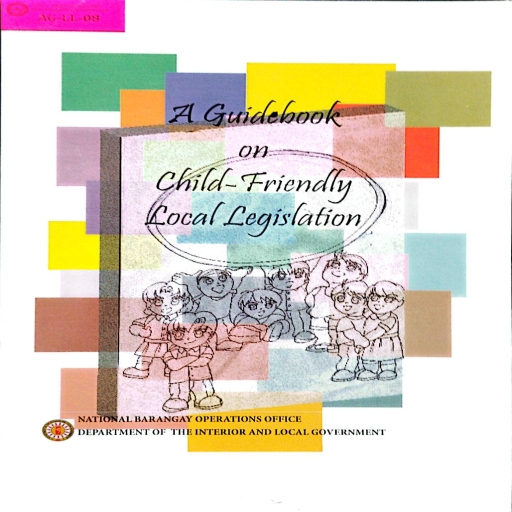 AG-LL-09
A Guidebook
on
Child-Friendly
Local Legislation
NATIONAL BARANGAY OPERATIONS OFFICE
DEPARTMENT OF THE INTERIOR AND LOCAL GOVERNMENT